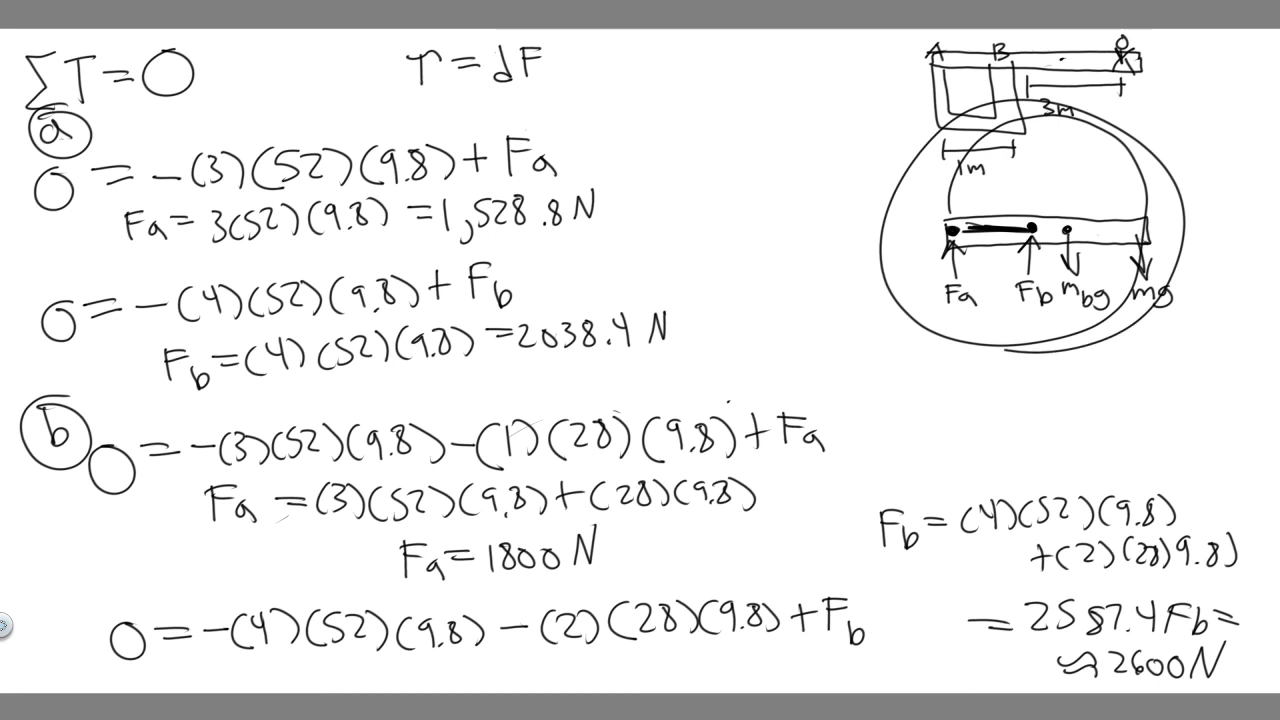 ΣT = 0
τ = dF
a
0 = -(3)(52)(9.8) + Fa
Fa = 3(52)(9.8) = 1,528.8 N
0 = -(4)(52)(9.8) + Fb
Fb = (4)(52)(9.8) = 2038.4 N
b
0 = -(3)(52)(9.8) - (1)(28)(9.8) + Fa
Fa = (3)(52)(9.8) + (28)(9.8)
Fa = 1800 N
0 = -(4)(52)(9.8) - (2)(28)(9.8) + Fb
A B
3m
1m
Fa Fb mbg mg
Fb = (4)(52)(9.8)
+(2)(28)9.8)
= 2587.4 Fb =
≈ 2600 N